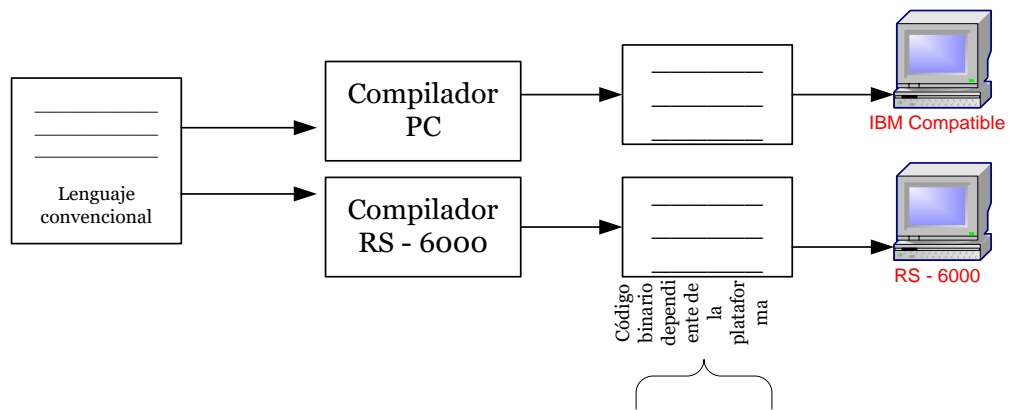 Lenguaje
convencional
Compilador
PC
Compilador
RS - 6000
IBM Compatible
RS - 6000
Código
binario
dependi
ente de
la
platafor
ma